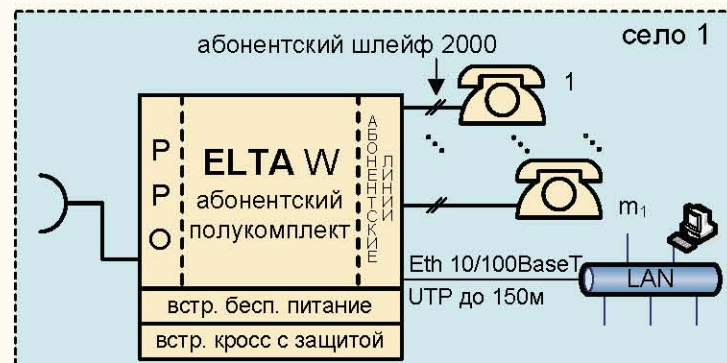 абонентский шлейф 2000
село 1
1
РРО
ELTA W
абонентский
полукомплект
АБОНЕНТСКИЕ
ЛИНИИ
m₁
Eth 10/100BaseT
LAN
UTP до 150м
встр. бесп. питание
встр. кросс с защитой